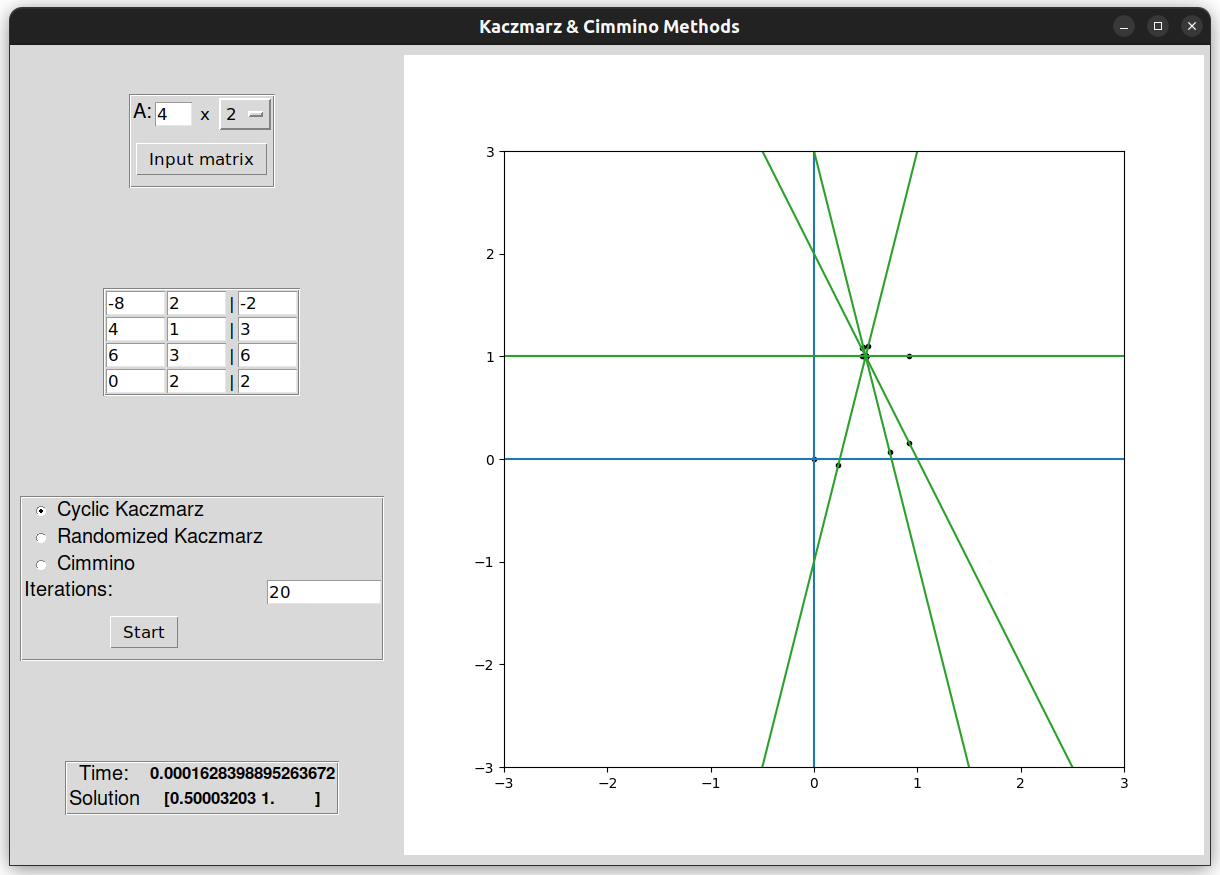 Kaczmarz & Cimmino Methods
A: 4 x 2
Input matrix
-8 2 | -2
4 1 | 3
6 3 | 6
0 2 | 2
Cyclic Kaczmarz
Randomized Kaczmarz
Cimmino
Iterations: 20
Start
Time: 0.0001628398895263672
Solution [0.50003203 1. ]
3
2
1
0
−1
−2
−3
−3 −2 −1 0 1 2 3